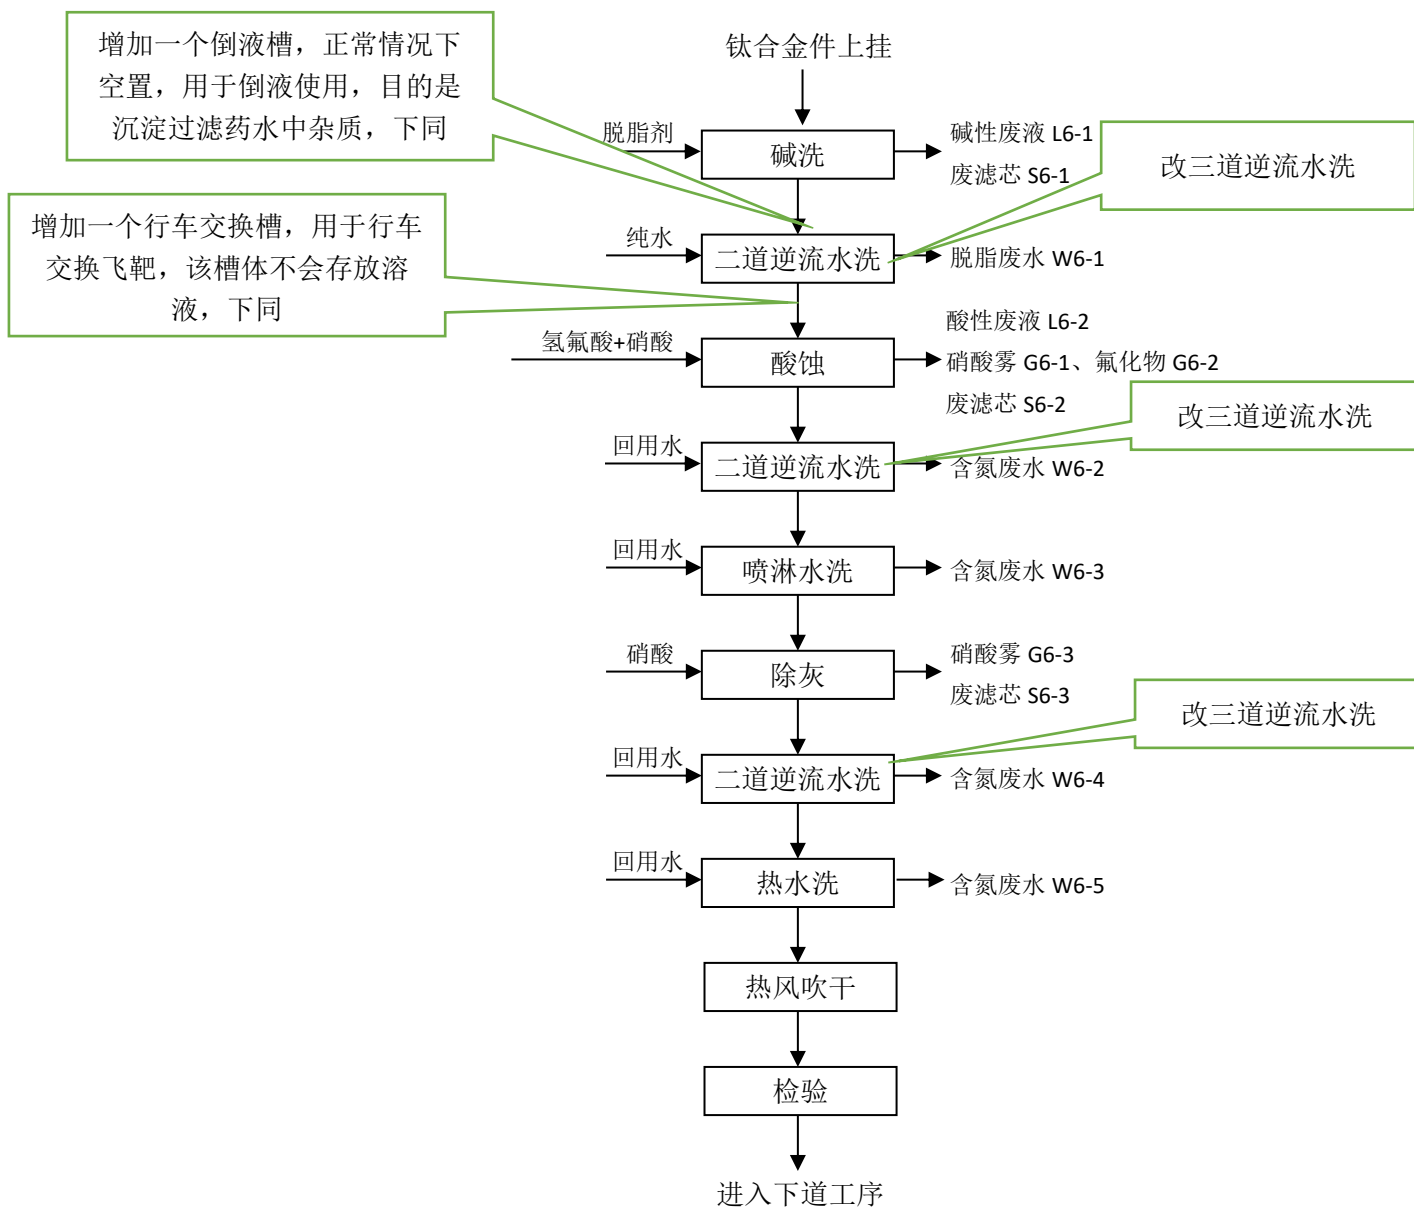 增加一个倒液槽，正常情况下
空置，用于倒液使用，目的是
沉淀过滤药水中杂质，下同
钛合金件上挂
脱脂剂
碱洗
碱性废液 L6-1
废滤芯 S6-1
改三道逆流水洗
增加一个行车交换槽，用于行车
交换飞靶，该槽体不会存放溶
液，下同
纯水
二道逆流水洗
脱脂废水 W6-1
氢氟酸+硝酸
酸蚀
酸性废液 L6-2
硝酸雾 G6-1、氟化物 G6-2
废滤芯 S6-2
改三道逆流水洗
回用水
二道逆流水洗
含氮废水 W6-2
回用水
喷淋水洗
含氮废水 W6-3
硝酸
除灰
硝酸雾 G6-3
废滤芯 S6-3
改三道逆流水洗
回用水
二道逆流水洗
含氮废水 W6-4
回用水
热水洗
含氮废水 W6-5
热风吹干
检验
进入下道工序